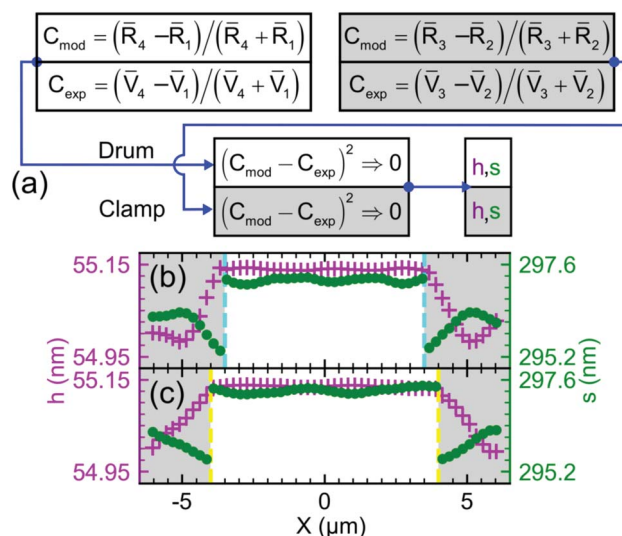 C_mod = (R̄_4 − R̄_1)/(R̄_4 + R̄_1)
C_exp = (V̄_4 − V̄_1)/(V̄_4 + V̄_1)
C_mod = (R̄_3 − R̄_2)/(R̄_3 + R̄_2)
C_exp = (V̄_3 − V̄_2)/(V̄_3 + V̄_2)
Drum
(C_mod − C_exp)² ⇒ 0
h,s
(a)
Clamp
(C_mod − C_exp)² ⇒ 0
h,s
55.15
(b)
297.6
54.95
295.2
55.15
(c)
297.6
54.95
295.2
h (nm)
s (nm)
-5
0
5
X (μm)